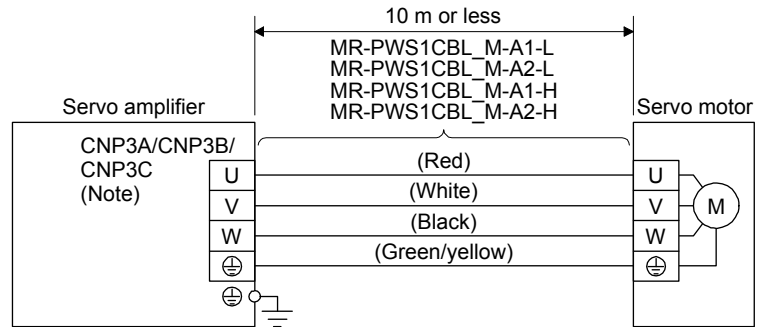 10 m or less
MR-PWS1CBL_M-A1-L
MR-PWS1CBL_M-A2-L
MR-PWS1CBL_M-A1-H
MR-PWS1CBL_M-A2-H
Servo amplifier
Servo motor
CNP3A/CNP3B/
CNP3C
(Note)
U
(Red)
U
V
(White)
V
M
W
(Black)
W
(Green/yellow)